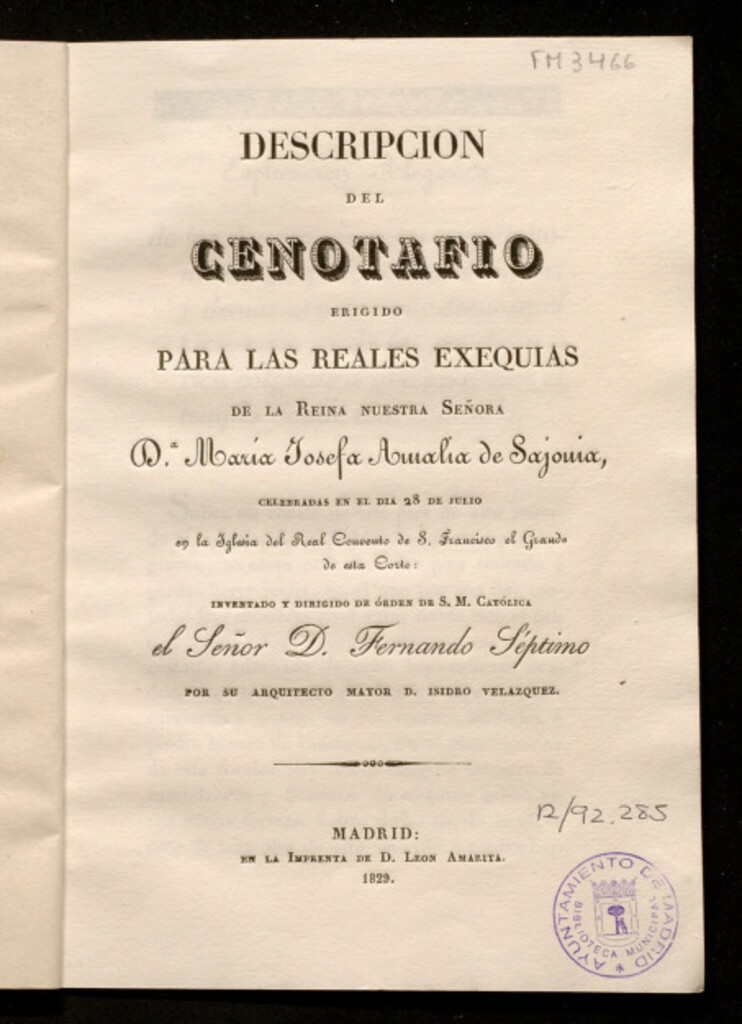 FM 3466
DESCRIPCION
DEL
CENOTAFIO
ERIGIDO
PARA LAS REALES EXEQUIAS
DE LA REINA NUESTRA SEÑORA
D.ª María Josefa Amalia de Sajonia,
CELEBRADAS EN EL DIA 28 DE JULIO
en la Iglesia del Real Convento de S. Francisco el Grande
de esta Corte:
INVENTADO Y DIRIGIDO DE ÓRDEN DE S. M. CATÓLICA
el Señor D. Fernando Séptimo
POR SU ARQUITECTO MAYOR D. ISIDRO VELAZQUEZ.
12/92.285
MADRID:
EN LA IMPRENTA DE D. LEON AMARITA.
1829.
AYUNTAMIENTO DE MADRID
BIBLIOTECA MUNICIPAL